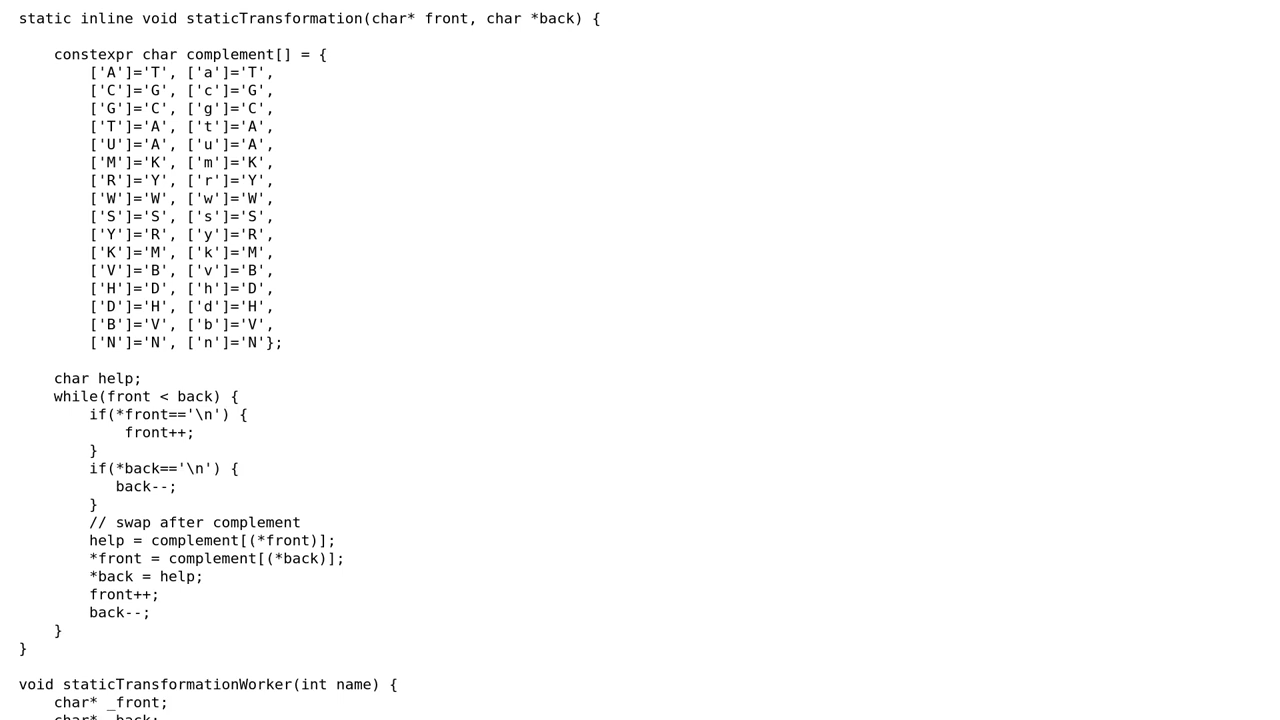 static inline void staticTransformation(char* front, char *back) {
    constexpr char complement[] = {
        ['A']='T', ['a']='T',
        ['C']='G', ['c']='G',
        ['G']='C', ['g']='C',
        ['T']='A', ['t']='A',
        ['U']='A', ['u']='A',
        ['M']='K', ['m']='K',
        ['R']='Y', ['r']='Y',
        ['W']='W', ['w']='W',
        ['S']='S', ['s']='S',
        ['Y']='R', ['y']='R',
        ['K']='M', ['k']='M',
        ['V']='B', ['v']='B',
        ['H']='D', ['h']='D',
        ['D']='H', ['d']='H',
        ['B']='V', ['b']='V',
        ['N']='N', ['n']='N'};
    char help;
    while(front < back) {
        if(*front=='\n') {
            front++;
        }
        if(*back=='\n') {
           back--;
        }
        // swap after complement
        help = complement[(*front)];
        *front = complement[(*back)];
        *back = help;
        front++;
        back--;
    }
}
void staticTransformationWorker(int name) {
    char* _front;
    char* _back;